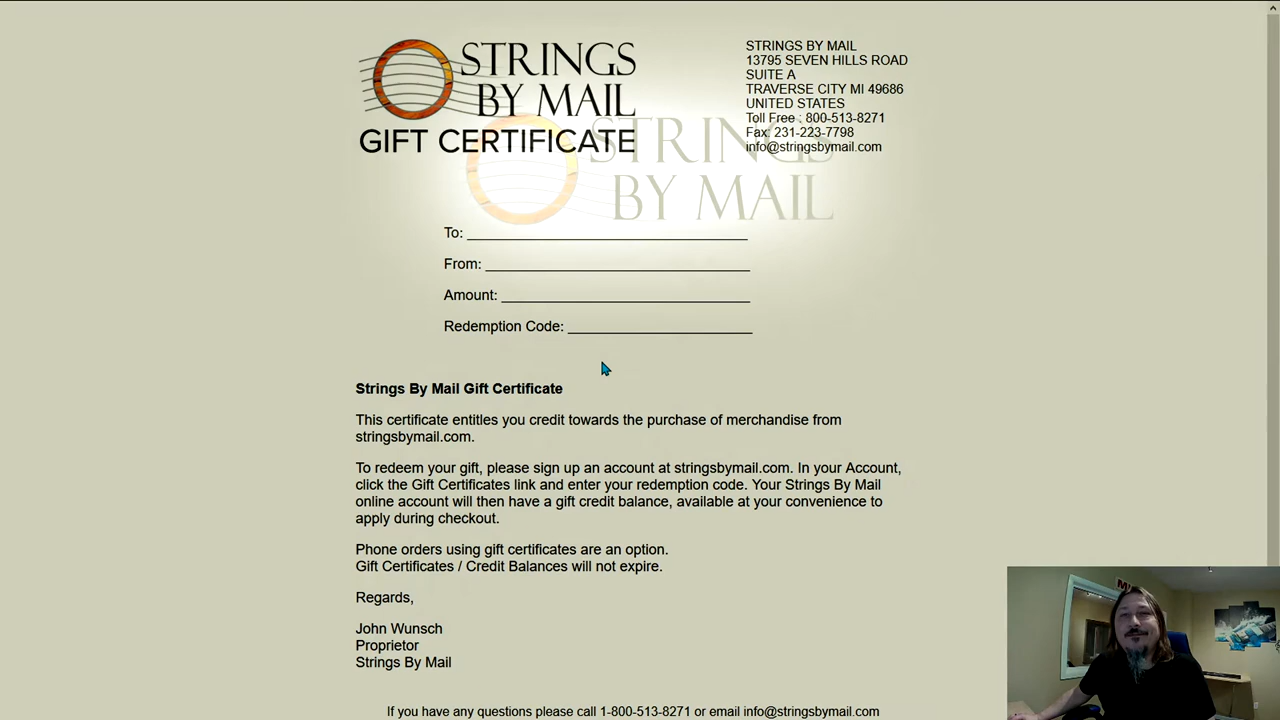 STRINGS
BY MAIL
GIFT CERTIFICATE
STRINGS BY MAIL
13795 SEVEN HILLS ROAD
SUITE A
TRAVERSE CITY MI 49686
UNITED STATES
Toll Free : 800-513-8271
Fax: 231-223-7798
info@stringsbymail.com
STRINGS
BY MAIL
To:
From:
Amount:
Redemption Code:
Strings By Mail Gift Certificate
This certificate entitles you credit towards the purchase of merchandise from
stringsbymail.com.
To redeem your gift, please sign up an account at stringsbymail.com. In your Account,
click the Gift Certificates link and enter your redemption code. Your Strings By Mail
online account will then have a gift credit balance, available at your convenience to
apply during checkout.
Phone orders using gift certificates are an option.
Gift Certificates / Credit Balances will not expire.
Regards,
John Wunsch
Proprietor
Strings By Mail
If you have any questions please call 1-800-513-8271 or email info@stringsbymail.com